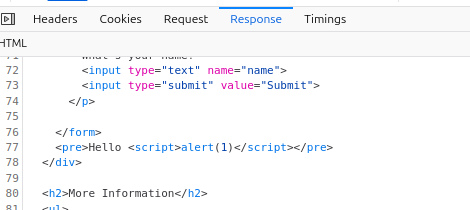 Headers Cookies Request Response Timings
HTML
71 What's your name?
72 <input type="text" name="name">
73 <input type="submit" value="Submit">
74 </p>
75
76 </form>
77 <pre>Hello <script>alert(1)</script></pre>
78 </div>
79
80 <h2>More Information</h2>
81 <ul>